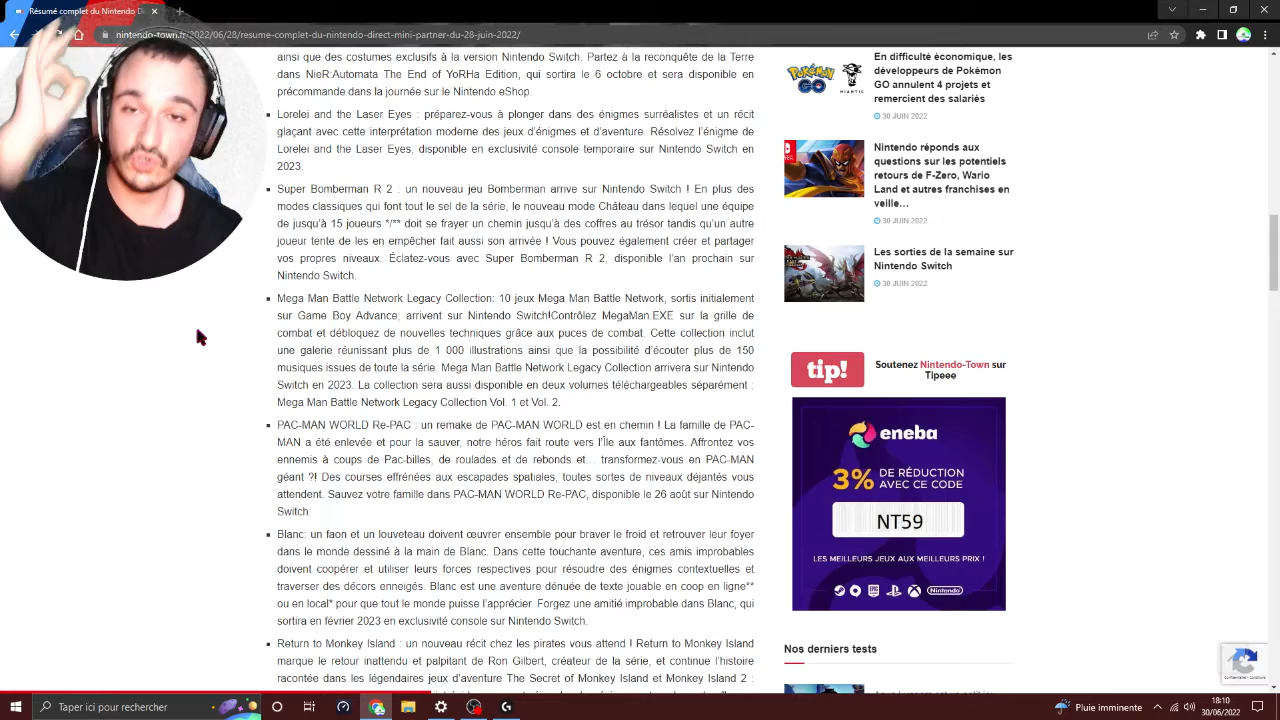 Résumé complet du Nintendo Di
nintendo-town.fr/2022/06/28/resume-complet-du-nintendo-direct-mini-partner-du-28-juin-2022/
ainsi que des costumes exclusifs à la version Nintendo Switch. Partez à la reconquête de la Terre
dans NieR:Automata The End of YoRHa Edition, qui sortira le 6 octobre et sera disponible en
précommande dans la journée sur le Nintendo eShop.
Lorelei and the Laser Eyes : préparez-vous à plonger dans des énigmes surréalistes et un récit
glaçant avec cette interprétation moderne des jeux d'énigmes et d'aventure. Résolvez l'énigme de
Lorelei and the Laser Eyes, disponible en exclusivité console temporaire sur Nintendo Switch en
2023.
Super Bomberman R 2 : un nouveau jeu Bomberman arrive sur Nintendo Switch ! En plus des
modes classiques qui font tout le sel de la série, le nouveau mode Château dans lequel une équipe
de jusqu'à 15 joueurs */** doit se frayer un chemin jusqu'à des coffres au trésor tandis qu'un autre
joueur tente de les en empêcher fait aussi son arrivée ! Vous pouvez également créer et partager
vos propres niveaux. Éclatez-vous avec Super Bomberman R 2, disponible l'an prochain sur
Nintendo Switch.
Mega Man Battle Network Legacy Collection: 10 jeux Mega Man Battle Network, sortis initialement
sur Game Boy Advance, arrivent sur Nintendo Switch!Contrôlez MegaMan.EXE sur la grille de
combat et débloquez de nouvelles techniques grâce aux puces de combat. Cette collection inclut
une galerie réunissant plus de 1 000 illustrations ainsi que la possibilité d'écouter plus de 150
musiques issues de toute la série. Mega Man Battle Network Legacy Collection arrivera sur Nintendo
Switch en 2023. La collection sera aussi disponible en deux volumes téléchargeables séparément :
Mega Man Battle Network Legacy Collection Vol. 1 et Vol. 2.
PAC-MAN WORLD Re-PAC : un remake de PAC-MAN WORLD est en chemin ! La famille de PAC-
MAN a été enlevée et pour la sauver, notre héros fait route vers l'Île aux fantômes. Affrontez vos
ennemis à coups de Pac-billes, de roulades et de rebonds et… transformez-vous en PAC-MAN
géant ?! Des courses effrénées aux escapades spatiales, toutes sortes de niveaux déjantés vous
attendent. Sauvez votre famille dans PAC-MAN WORLD Re-PAC, disponible le 26 août sur Nintendo
Switch.
Blanc: un faon et un louveteau doivent œuvrer ensemble pour braver le froid et retrouver leur foyer
dans le monde dessiné à la main de Blanc. Dans cette touchante aventure, ces amis improbables
doivent coopérer et utiliser leurs forces respectives pour résoudre des énigmes contextuelles et
traverser des décors enneigés. Blanc est une aventure dénuée de texte jouable en coop en ligne**
ou en local* pour que tout le monde puisse l'apprécier. Forgez une amitié improbable dans Blanc, qui
sortira en février 2023 en exclusivité console sur Nintendo Switch.
Return to Monkey Island : un nouveau récit chez les pirates vous attend ! Return to Monkey Island
marque le retour inattendu et palpitant de Ron Gilbert, créateur de la série, et continue l'histoire
racontée dans les légendaires jeux d'aventure The Secret of Monkey Island et Monkey Island 2 :
POKÉMON
GO
NIANTIC
En difficulté économique, les
développeurs de Pokémon
GO annulent 4 projets et
remercient des salariés
30 JUIN 2022
Nintendo réponds aux
questions sur les potentiels
retours de F-Zero, Wario
Land et autres franchises en
veille…
30 JUIN 2022
Les sorties de la semaine sur
Nintendo Switch
30 JUIN 2022
tip!
Soutenez Nintendo-Town sur
Tipeee
eneba
3% DE RÉDUCTION
AVEC CE CODE
NT59
LES MEILLEURS JEUX AUX MEILLEURS PRIX !
EPIC
Nintendo
Nos derniers tests
Taper ici pour rechercher
Pluie imminente
18:10
30/06/2022